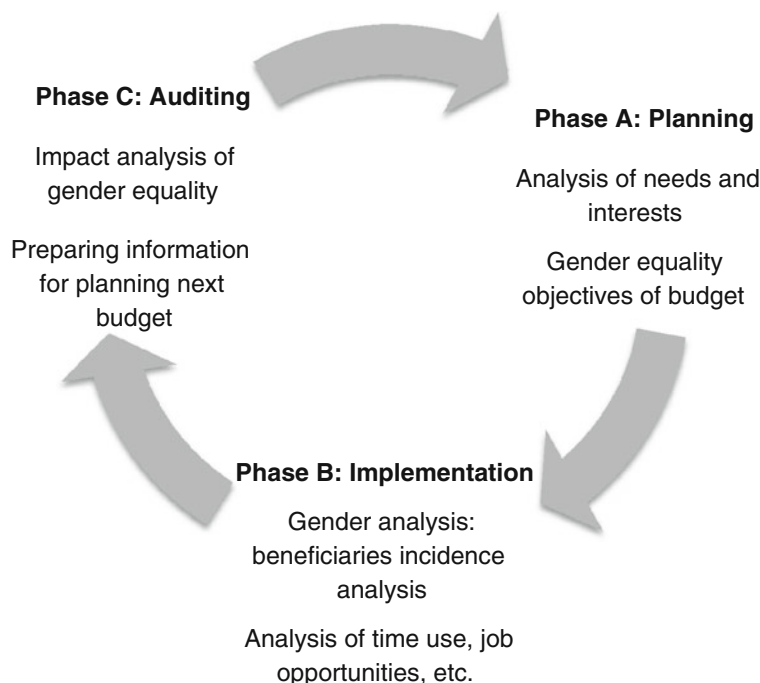 Phase C: Auditing
Impact analysis of
gender equality
Preparing information
for planning next
budget
Phase A: Planning
Analysis of needs and
interests
Gender equality
objectives of budget
Phase B: Implementation
Gender analysis:
beneficiaries incidence
analysis
Analysis of time use, job
opportunities, etc.